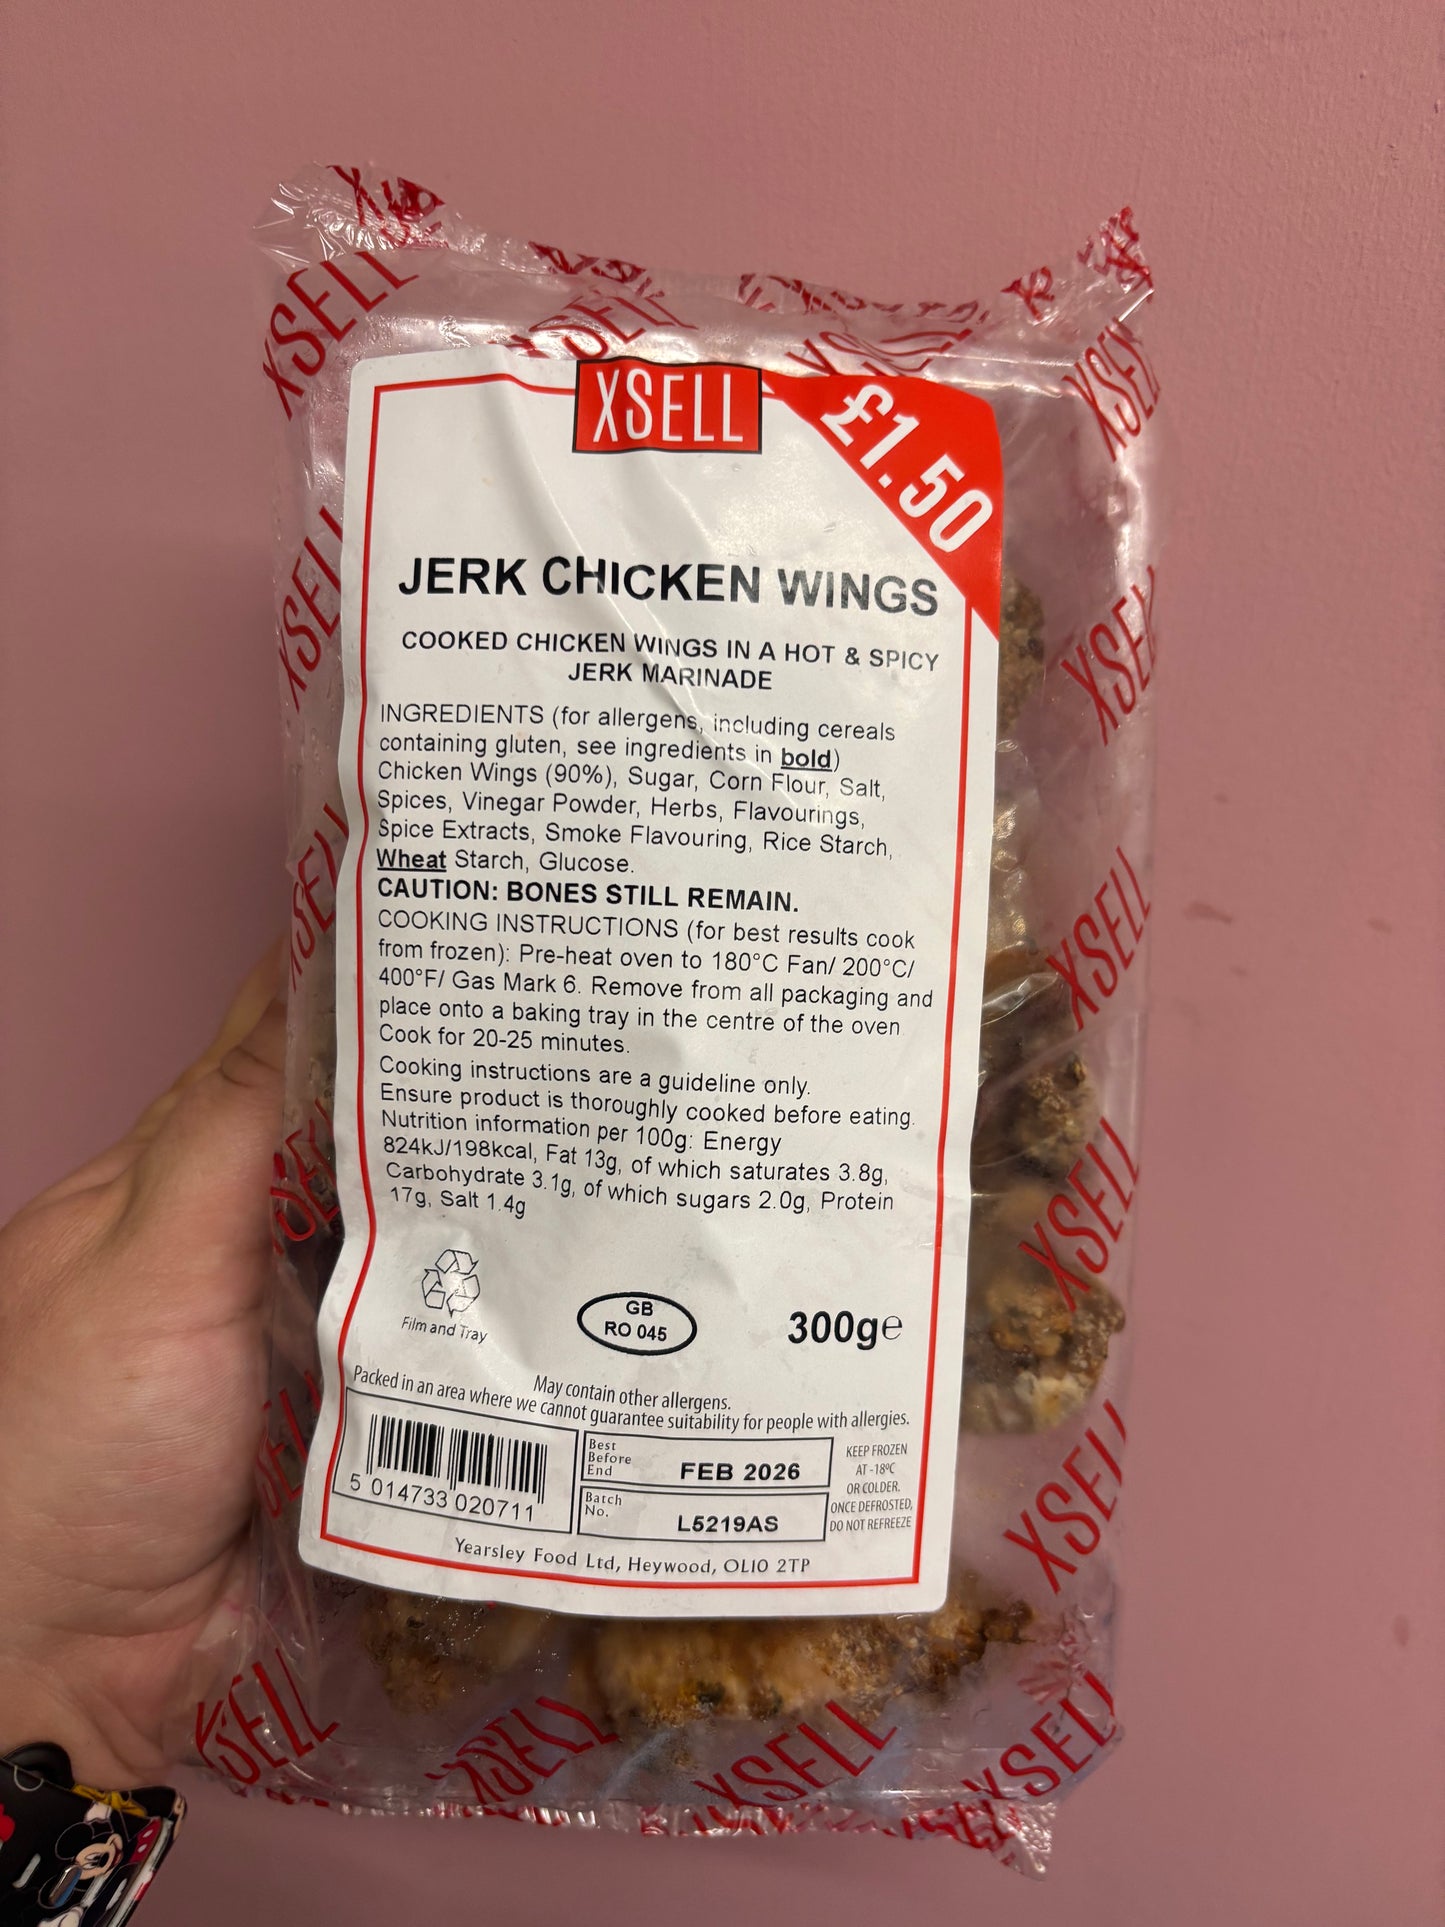 XSELL
£1.50
JERK CHICKEN WINGS
COOKED CHICKEN WINGS IN A HOT & SPICY
JERK MARINADE
INGREDIENTS (for allergens, including cereals
containing gluten, see ingredients in bold)
Chicken Wings (90%), Sugar, Corn Flour, Salt,
Spices, Vinegar Powder, Herbs, Flavourings,
Spice Extracts, Smoke Flavouring, Rice Starch,
Wheat Starch, Glucose.
CAUTION: BONES STILL REMAIN.
COOKING INSTRUCTIONS (for best results cook
from frozen): Pre-heat oven to 180°C Fan/ 200°C/
400°F/ Gas Mark 6. Remove from all packaging and
place onto a baking tray in the centre of the oven.
Cook for 20-25 minutes.
Cooking instructions are a guideline only.
Ensure product is thoroughly cooked before eating.
Nutrition information per 100g: Energy
824kJ/198kcal, Fat 13g, of which saturates 3.8g,
Carbohydrate 3.1g, of which sugars 2.0g, Protein
17g, Salt 1.4g
Film and Tray
GB
RO 045
300ge
May contain other allergens.
Packed in an area where we cannot guarantee suitability for people with allergies.
5 014733 020711
Best
Before
End
FEB 2026
Batch
No.
L5219AS
KEEP FROZEN
AT -18ºC
OR COLDER.
ONCE DEFROSTED,
DO NOT REFREEZE
Yearsley Food Ltd, Heywood, OL10 2TP
XSELL
XSELL
XSELL
XSELL
XSELL
XSELL
XSELL
XSELL